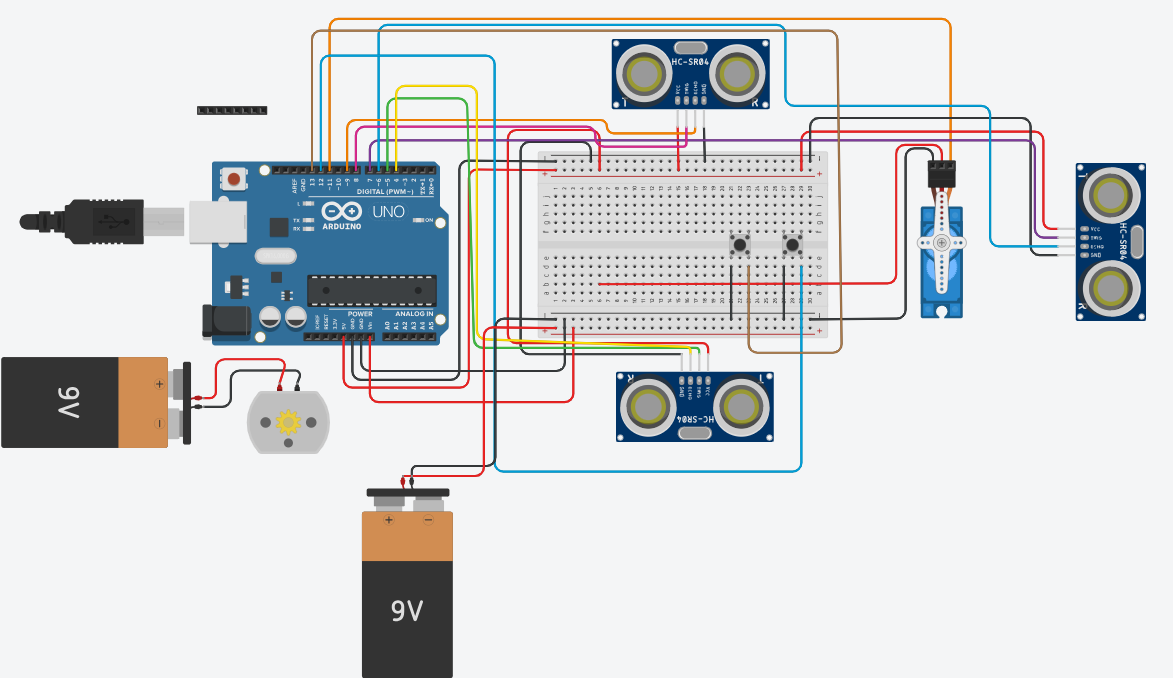 HC-SR04
VCC
TRIG
ECHO
GND
T
R
AREF
GND
13
12
~11
~10
~9
8
7
~6
~5
4
~3
2
TX→1
RX←0
DIGITAL (PWM~)
L
TX
RX
UNO
ARDUINO
ON
IOREF
RESET
3.3V
5V
GND
GND
Vin
POWER
ANALOG IN
A0
A1
A2
A3
A4
A5
j
i
h
g
f
e
d
c
b
a
HC-SR04
VCC
TRIG
ECHO
GND
T
R
HC-SR04
GND
ECHO
TRIG
VCC
R
T
9V
+
−
9V
+
−